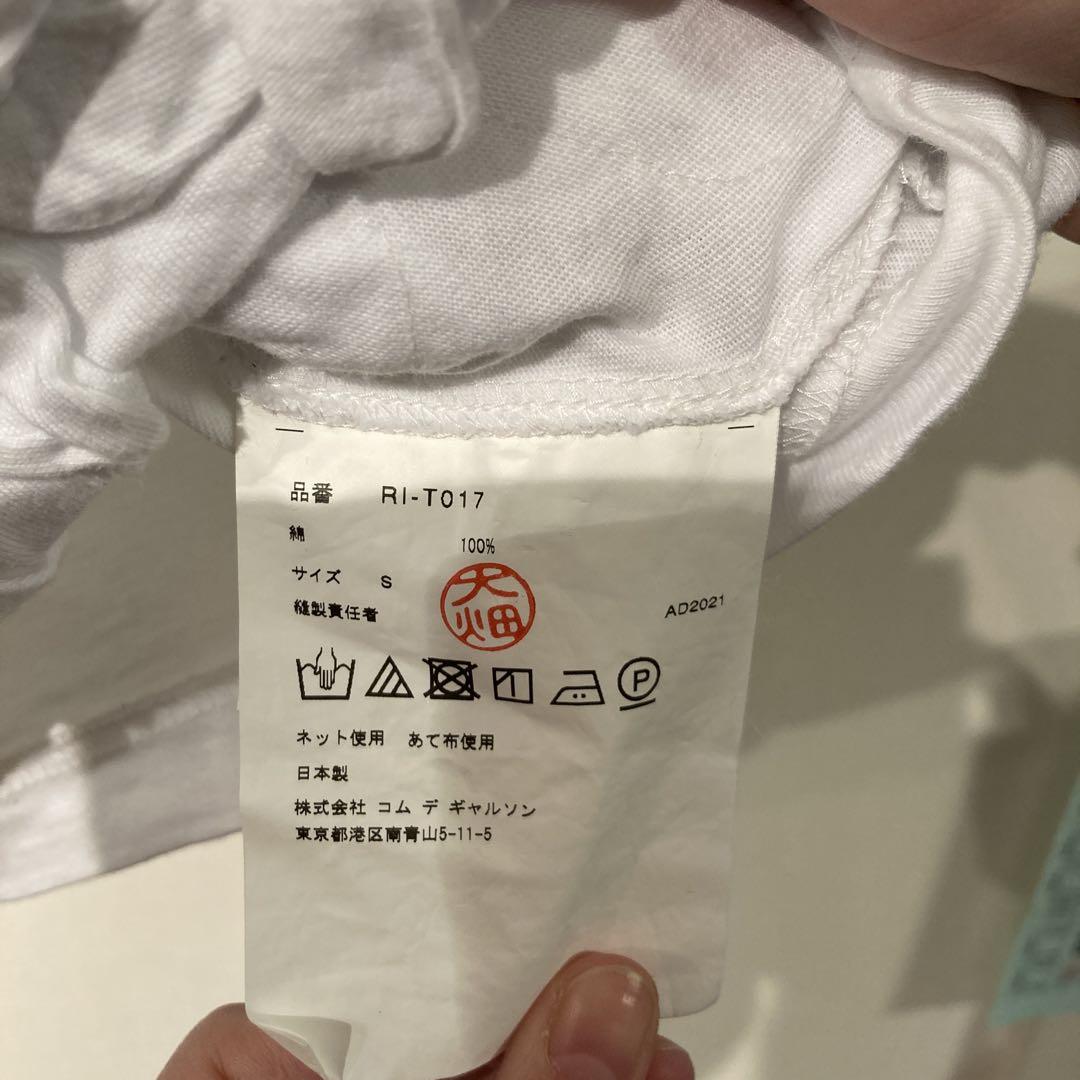 品番 RI-T017
綿 100%
サイズ S
縫製責任者 大畑 AD2021
P
ネット使用 あて布使用
日本製
株式会社 コム デ ギャルソン
東京都港区南青山5-11-5